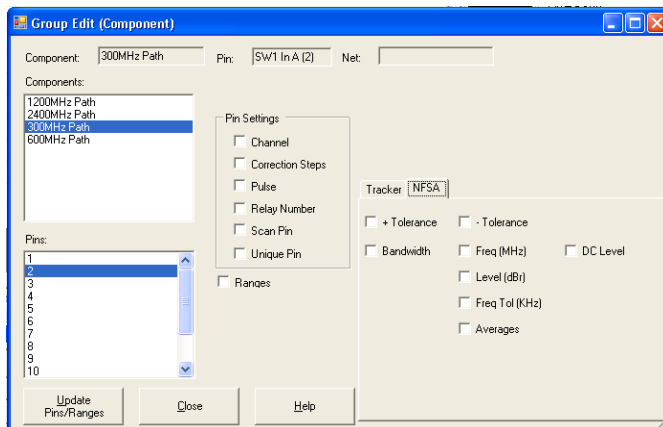 Group Edit (Component)
Component: 300MHz Path Pin: SW1 In A (2) Net:
Components:
1200MHz Path
2400MHz Path
300MHz Path
600MHz Path
Pin Settings
Channel
Correction Steps
Pulse
Relay Number
Scan Pin
Unique Pin
Ranges
Pins:
1
2
3
4
5
6
7
8
9
10
Tracker NFSA
+ Tolerance - Tolerance
Bandwidth Freq (MHz) DC Level
Level (dBr)
Freq Tol (KHz)
Averages
Update
Pins/Ranges
Close
Help